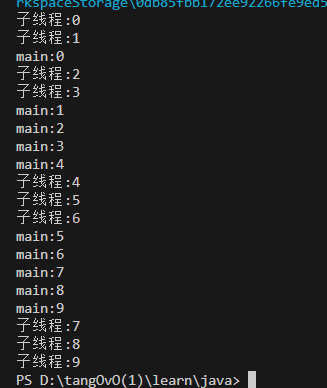 rkspaceStorage\0db85fbb172ee92266fe9ed5
子线程:0
子线程:1
main:0
子线程:2
子线程:3
main:1
main:2
main:3
main:4
子线程:4
子线程:5
子线程:6
main:5
main:6
main:7
main:8
main:9
子线程:7
子线程:8
子线程:9
PS D:\tangOvO(1)\learn\java>